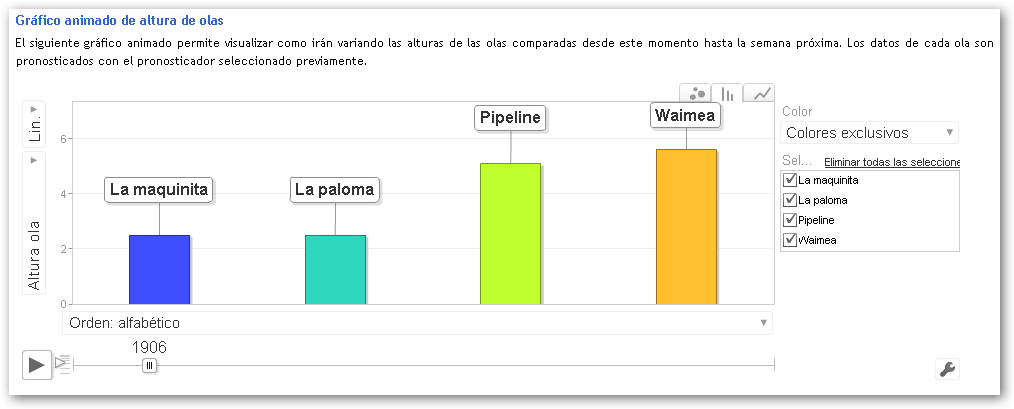 Gráfico animado de altura de olas
El siguiente gráfico animado permite visualizar como irán variando las alturas de las olas comparadas desde este momento hasta la semana próxima. Los datos de cada ola son
pronosticados con el pronosticador seleccionado previamente.
Lin.
Altura ola
6
4
2
0
La maquinita
La paloma
Pipeline
Waimea
Orden: alfabético
1906
Color
Colores exclusivos
Sel... Eliminar todas las seleccione
La maquinita
La paloma
Pipeline
Waimea